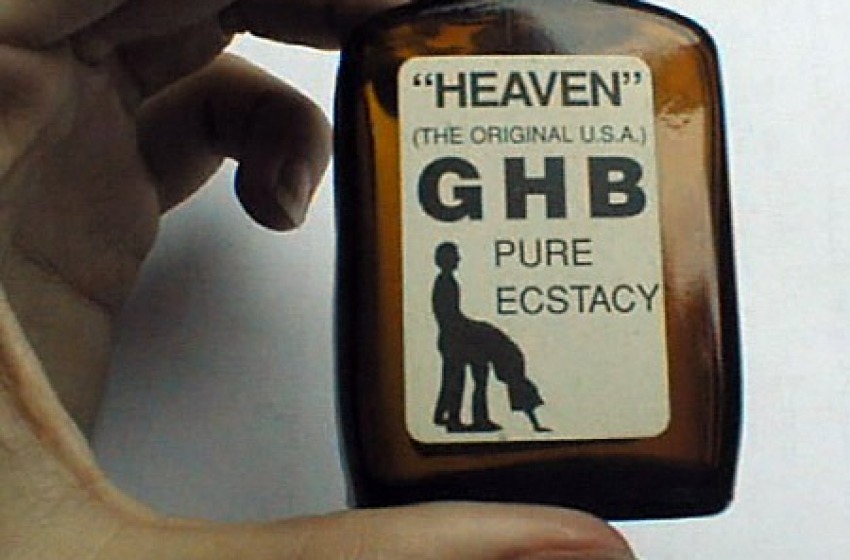 “HEAVEN”
(THE ORIGINAL U.S.A.)
GHB
PURE
ECSTACY